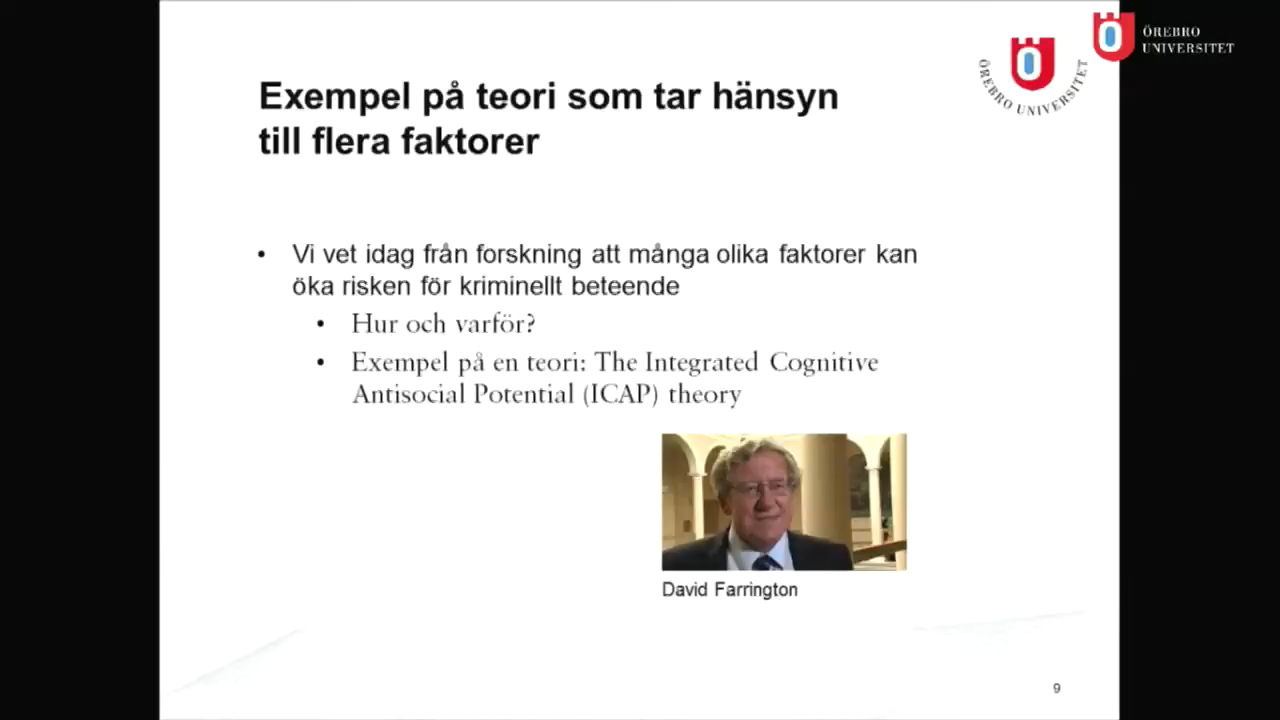 ÖREBRO
UNIVERSITET
ÖREBRO UNIVERSITET
Exempel på teori som tar hänsyn
till flera faktorer
• Vi vet idag från forskning att många olika faktorer kan
öka risken för kriminellt beteende
• Hur och varför?
• Exempel på en teori: The Integrated Cognitive
Antisocial Potential (ICAP) theory
David Farrington
9